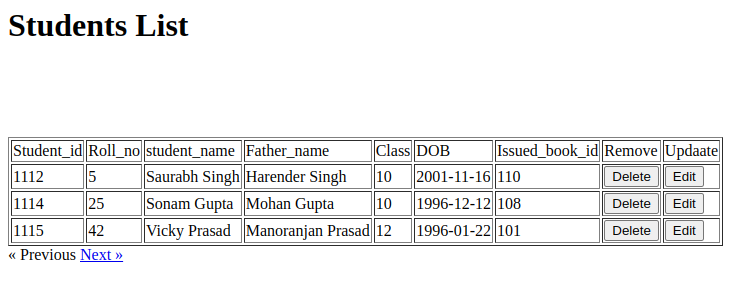 Students List
Student_id Roll_no student_name Father_name Class DOB Issued_book_id Remove Updaate
1112 5 Saurabh Singh Harender Singh 10 2001-11-16 110 Delete Edit
1114 25 Sonam Gupta Mohan Gupta 10 1996-12-12 108 Delete Edit
1115 42 Vicky Prasad Manoranjan Prasad 12 1996-01-22 101 Delete Edit
« Previous Next »